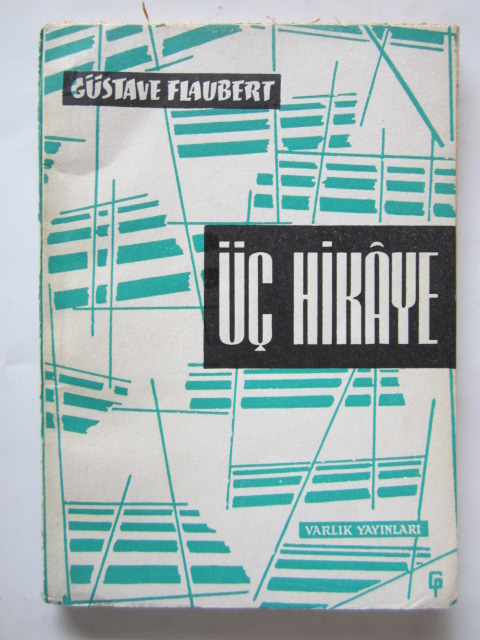 GÜSTAVE FLAUBERT
ÜÇ HİKÂYE
VARLIK YAYINLARI